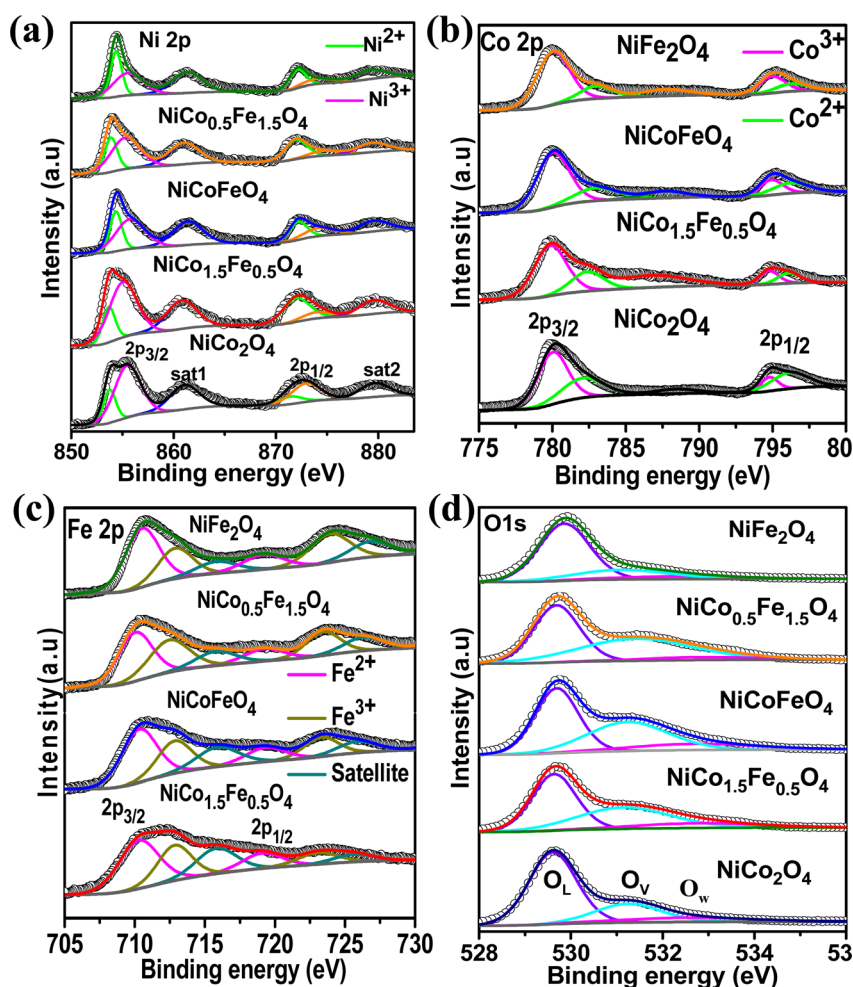 (a)
Ni 2p
Ni2+
Ni3+
NiCo0.5Fe1.5O4
NiCoFeO4
NiCo1.5Fe0.5O4
NiCo2O4
2p3/2
sat1
2p1/2
sat2
Intensity (a.u)
850 860 870 880
Binding energy (eV)
(b)
Co 2p
NiFe2O4
Co3+
Co2+
NiCoFeO4
NiCo1.5Fe0.5O4
NiCo2O4
2p3/2
2p1/2
Intensity (a.u)
775 780 785 790 795 80
Binding energy (eV)
(c)
Fe 2p
NiFe2O4
NiCo0.5Fe1.5O4
Fe2+
NiCoFeO4
Fe3+
Satellite
NiCo1.5Fe0.5O4
2p3/2
2p1/2
Intensity (a.u)
705 710 715 720 725 730
Binding energy (eV)
(d)
O1s
NiFe2O4
NiCo0.5Fe1.5O4
NiCoFeO4
NiCo1.5Fe0.5O4
NiCo2O4
OL
OV
Ow
Intensity (a.u)
528 530 532 534 53
Binding energy (eV)